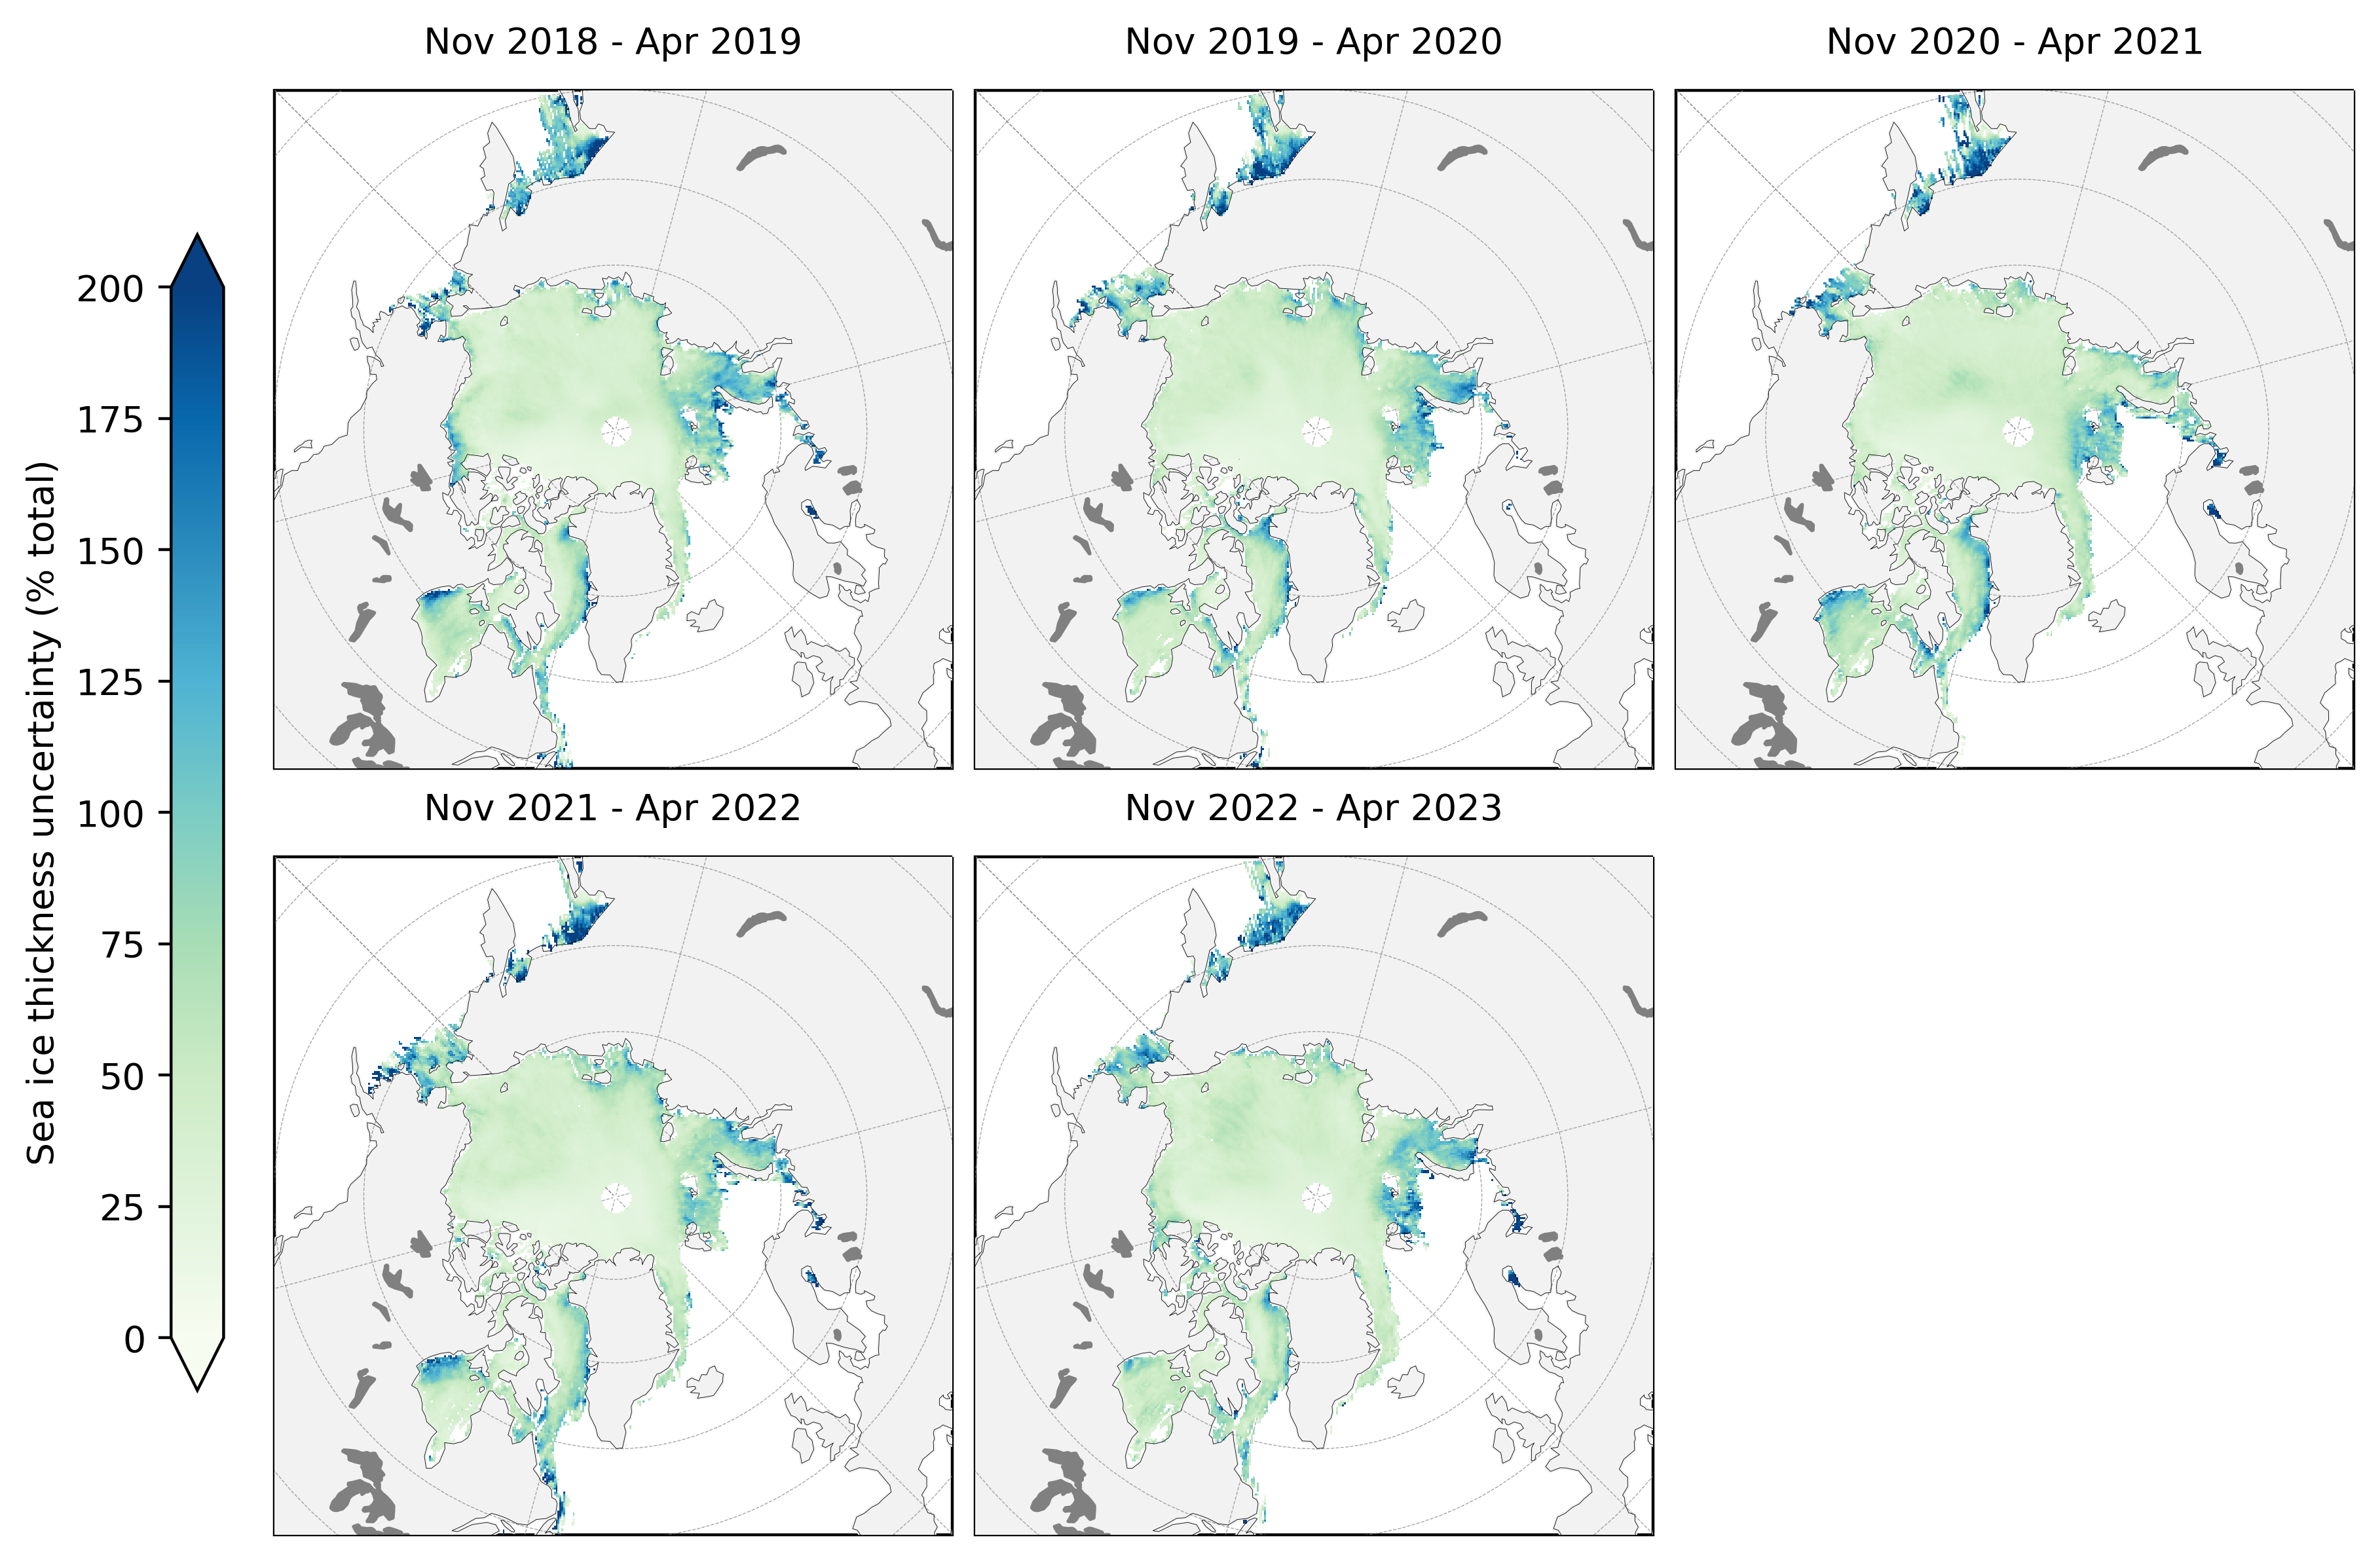 Nov 2018 - Apr 2019
Nov 2019 - Apr 2020
Nov 2020 - Apr 2021
Sea ice thickness uncertainty (% total)
200
175
150
125
100
75
50
25
0
Nov 2021 - Apr 2022
Nov 2022 - Apr 2023